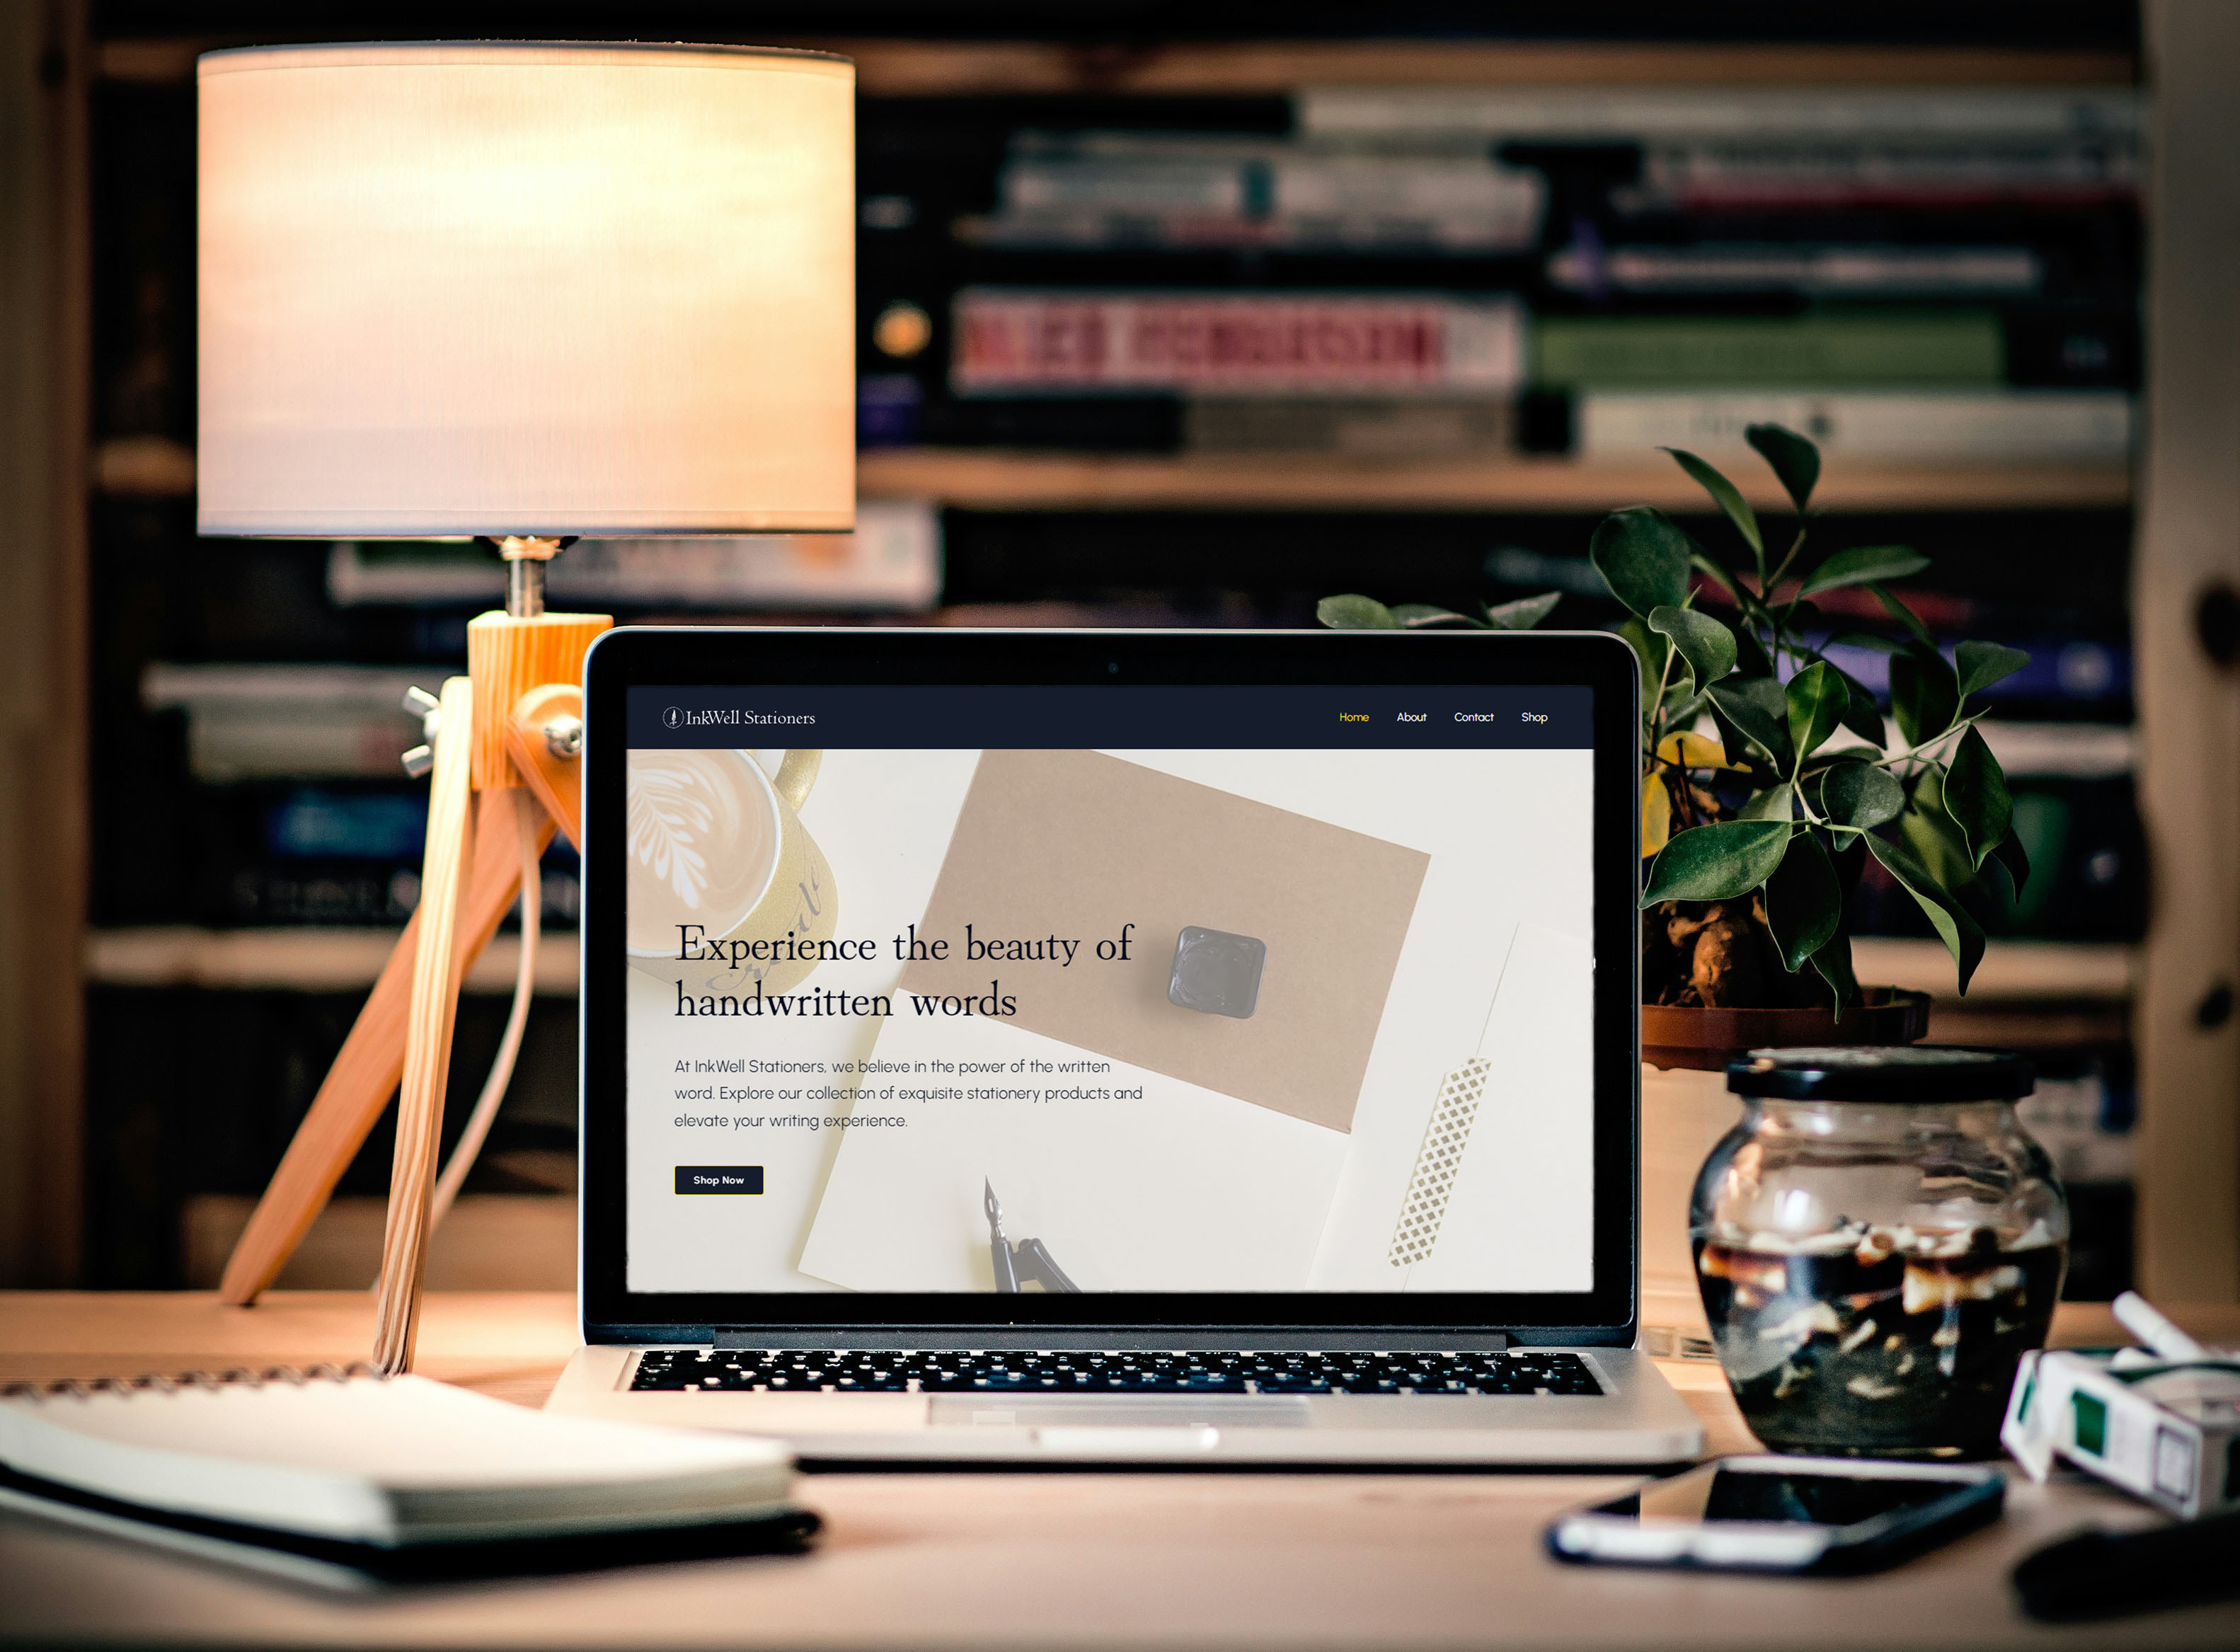 InkWell Stationers
Home About Contact Shop
Experience the beauty of
handwritten words
At InkWell Stationers, we believe in the power of the written
word. Explore our collection of exquisite stationery products and
elevate your writing experience.
Shop Now